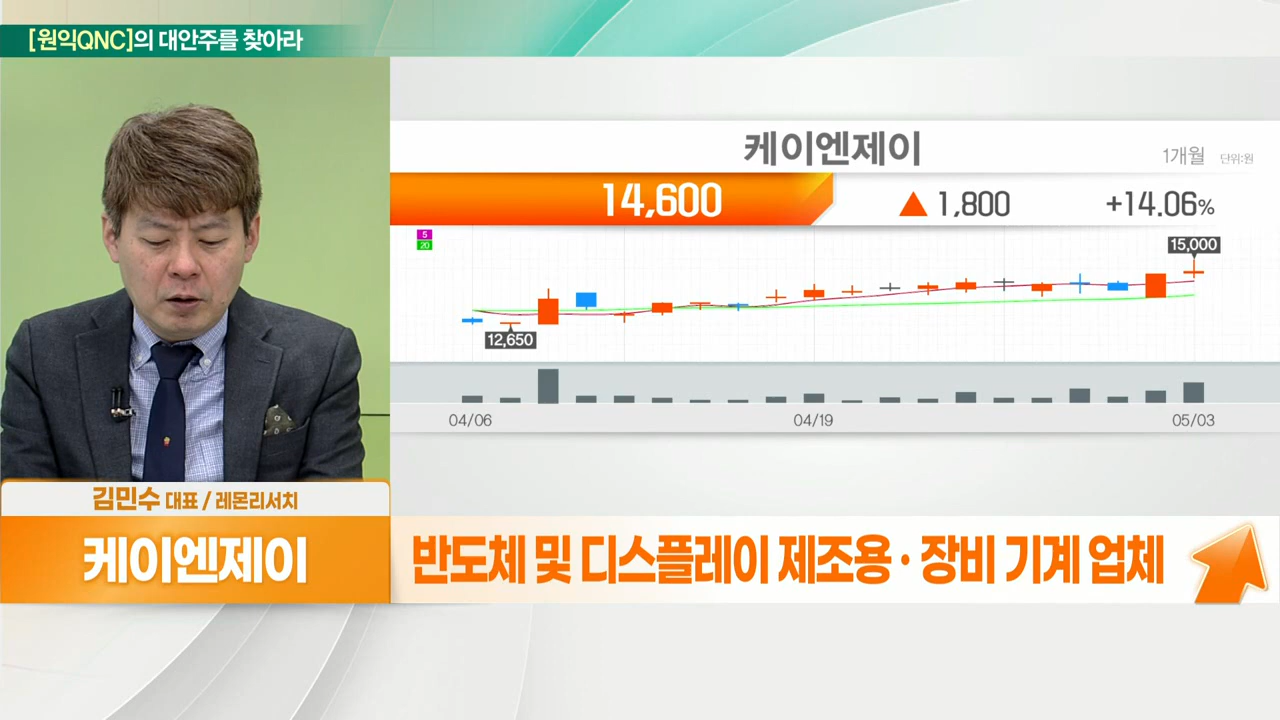 [원익QNC]의 대안주를 찾아라
케이엔제이
1개월 단위:원
14,600 ▲ 1,800 +14.06%
5
20
15,000
12,650
04/06 04/19 05/03
김민수 대표 / 레몬리서치
케이엔제이
반도체 및 디스플레이 제조용·장비 기계 업체